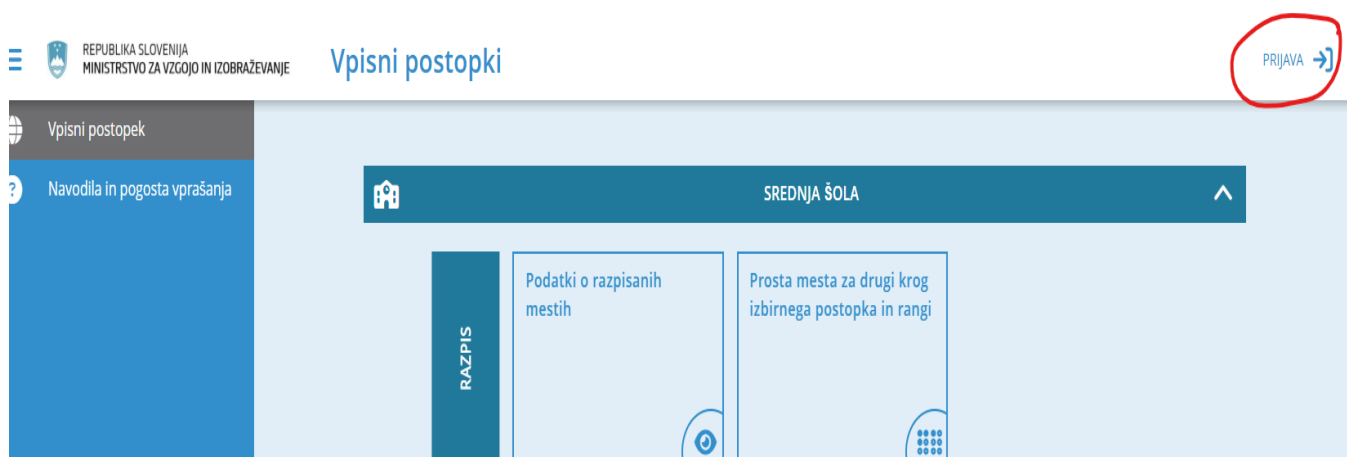 REPUBLIKA SLOVENIJA
MINISTRSTVO ZA VZGOJO IN IZOBRAŽEVANJE
Vpisni postopki
PRIJAVA
Vpisni postopek
Navodila in pogosta vprašanja
SREDNJA ŠOLA
RAZPIS
Podatki o razpisanih
mestih
Prosta mesta za drugi krog
izbirnega postopka in rangi